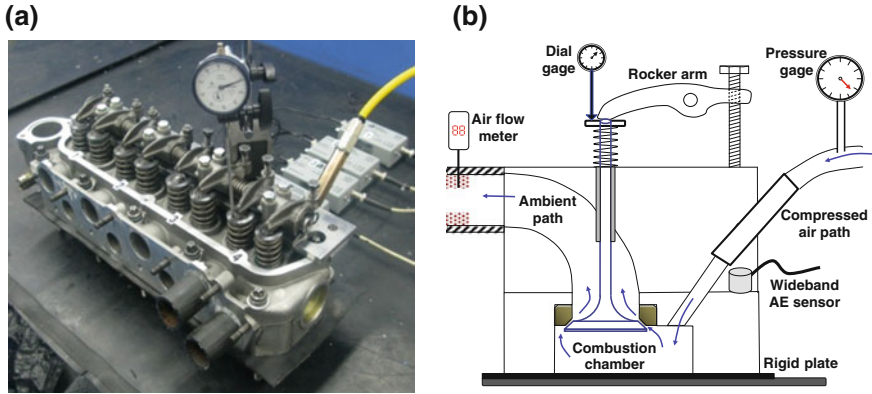 (a)
(b)
Dial
gage
Rocker arm
Pressure
gage
88
Air flow
meter
Ambient
path
Compressed
air path
Wideband
AE sensor
Combustion
chamber
Rigid plate